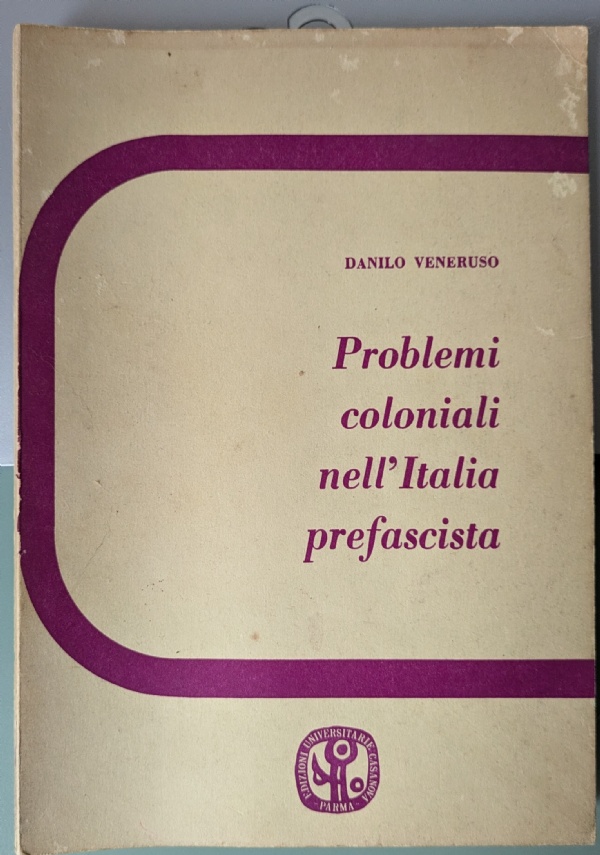 DANILO VENERUSO
Problemi
coloniali
nell'Italia
prefascista
EDIZIONI UNIVERSITARIE CASANOVA
PARMA